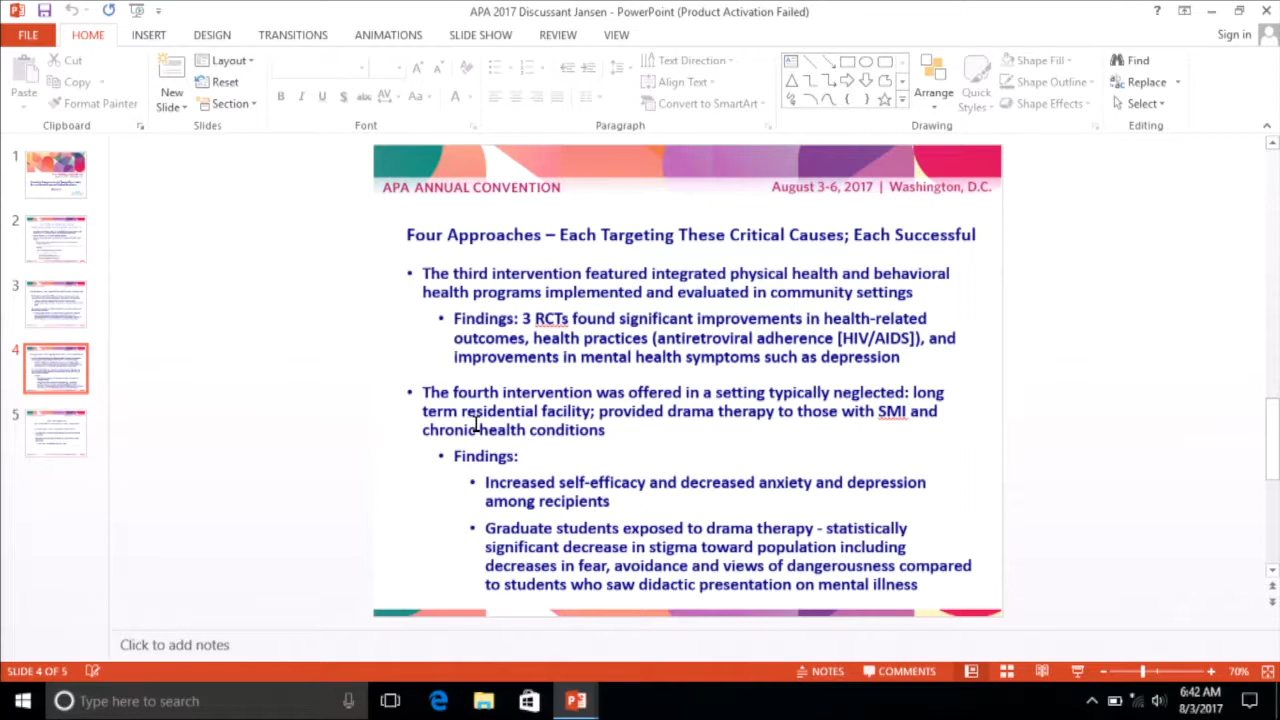 APA 2017 Discussant Jansen - PowerPoint (Product Activation Failed)
FILE HOME INSERT DESIGN TRANSITIONS ANIMATIONS SLIDE SHOW REVIEW VIEW Sign in
Paste
Cut
Copy
Format Painter
Clipboard
New
Slide
Layout
Reset
Section
Slides
Font
Text Direction
Align Text
Convert to SmartArt
Paragraph
Arrange
Quick
Styles
Shape Fill
Shape Outline
Shape Effects
Drawing
Find
Replace
Select
Editing
1
2
3
4
5
APA ANNUAL CONVENTION August 3-6, 2017 | Washington, D.C.
Four Approaches – Each Targeting These Critical Causes; Each Successful
• The third intervention featured integrated physical health and behavioral
health programs implemented and evaluated in community settings
• Findings: 3 RCTs found significant improvements in health-related
outcomes, health practices (antiretroviral adherence [HIV/AIDS]), and
improvements in mental health symptoms such as depression
• The fourth intervention was offered in a setting typically neglected: long
term residential facility; provided drama therapy to those with SMI and
chronic health conditions
• Findings:
• Increased self-efficacy and decreased anxiety and depression
among recipients
• Graduate students exposed to drama therapy - statistically
significant decrease in stigma toward population including
decreases in fear, avoidance and views of dangerousness compared
to students who saw didactic presentation on mental illness
Click to add notes
SLIDE 4 OF 5 NOTES COMMENTS 70%
Type here to search
6:42 AM
8/3/2017